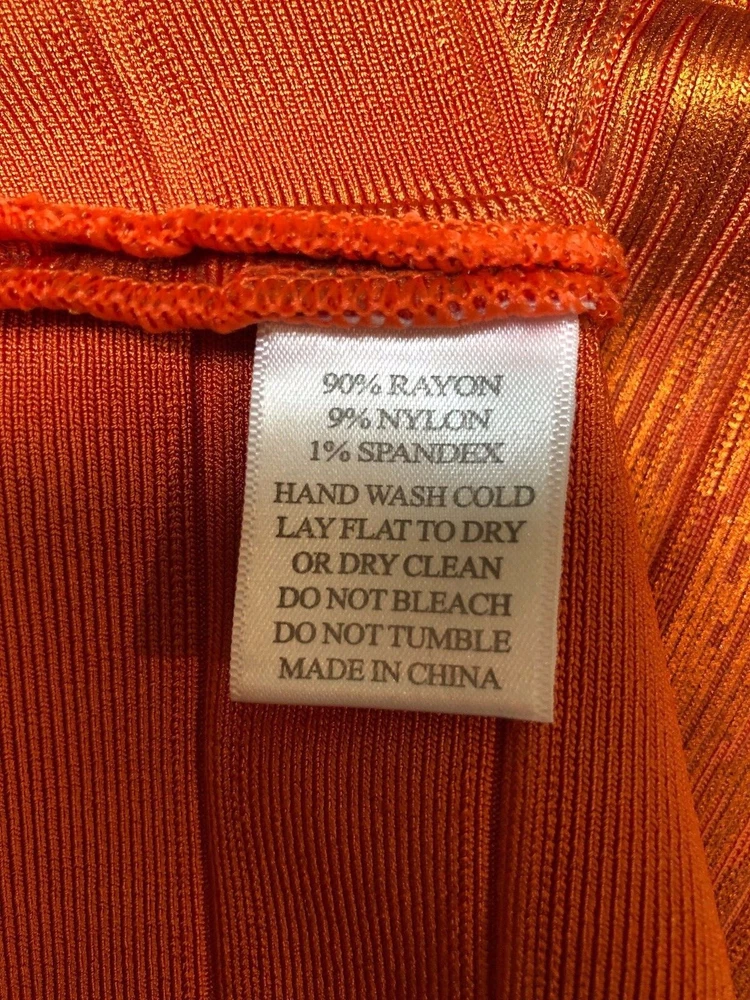 90% RAYON
9% NYLON
1% SPANDEX
HAND WASH COLD
LAY FLAT TO DRY
OR DRY CLEAN
DO NOT BLEACH
DO NOT TUMBLE
MADE IN CHINA